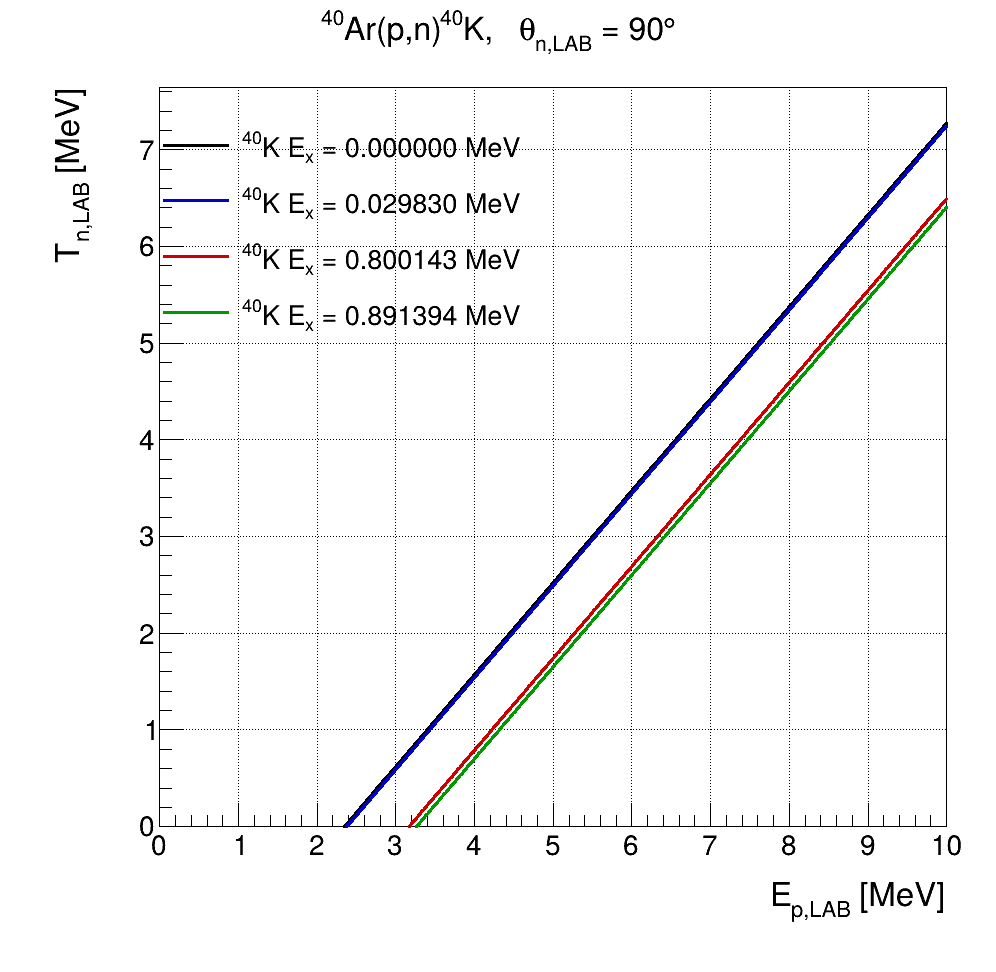 ⁴⁰Ar(p,n)⁴⁰K, θₙ,LAB = 90°
Tₙ,LAB [MeV]
⁴⁰K Eₓ = 0.000000 MeV
⁴⁰K Eₓ = 0.029830 MeV
⁴⁰K Eₓ = 0.800143 MeV
⁴⁰K Eₓ = 0.891394 MeV
7
6
5
4
3
2
1
0
0 1 2 3 4 5 6 7 8 9 10
Eₚ,LAB [MeV]